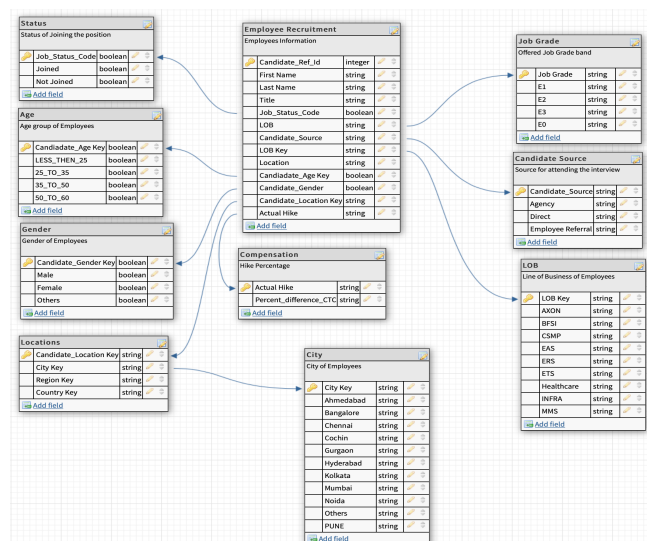 Status
Status of Joining the position
Job_Status_Code boolean
Joined boolean
Not Joined boolean
Add field
Age
Age group of Employees
Candiadate_Age Key boolean
LESS_THEN_25 boolean
25_TO_35 boolean
35_TO_50 boolean
50_TO_60 boolean
Add field
Gender
Gender of Employees
Candidate_Gender Key boolean
Male boolean
Female boolean
Others boolean
Add field
Locations
Candidate_Location Key string
City Key string
Region Key string
Country Key string
Add field
Employee Recruitment
Employees Information
Candidate_Ref_Id integer
First Name string
Last Name string
Title string
Job_Status_Code boolean
LOB string
Candidate_Source string
LOB Key string
Location string
Candiadate_Age Key boolean
Candidate_Gender boolean
Candidate_Location Key string
Actual Hike string
Add field
Compensation
Hike Percentage
Actual Hike string
Percent_difference_CTC string
Add field
City
City of Employees
City Key string
Ahmedabad string
Bangalore string
Chennai string
Cochin string
Gurgaon string
Hyderabad string
Kolkata string
Mumbai string
Noida string
Others string
PUNE string
Add field
Job Grade
Offered Job Grade band
Job Grade string
E1 string
E2 string
E3 string
E0 string
Add field
Candidate Source
Source for attending the interview
Candidate_Source string
Agency string
Direct string
Employee Referral string
Add field
LOB
Line of Business of Employees
LOB Key string
AXON string
BFSI string
CSMP string
EAS string
ERS string
ETS string
Healthcare string
INFRA string
MMS string
Add field